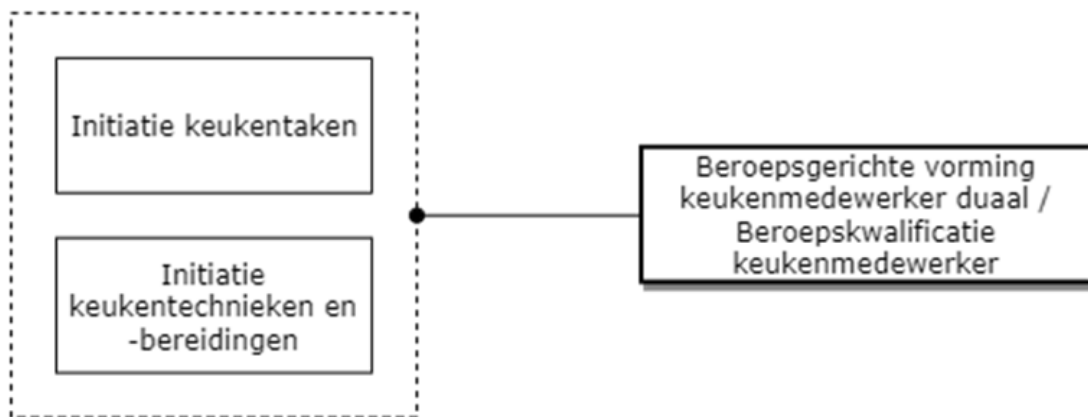 Initiatie keukentaken
Initiatie
keukentechnieken en
-bereidingen
Beroepsgerichte vorming
keukenmedewerker duaal /
Beroepskwalificatie
keukenmedewerker